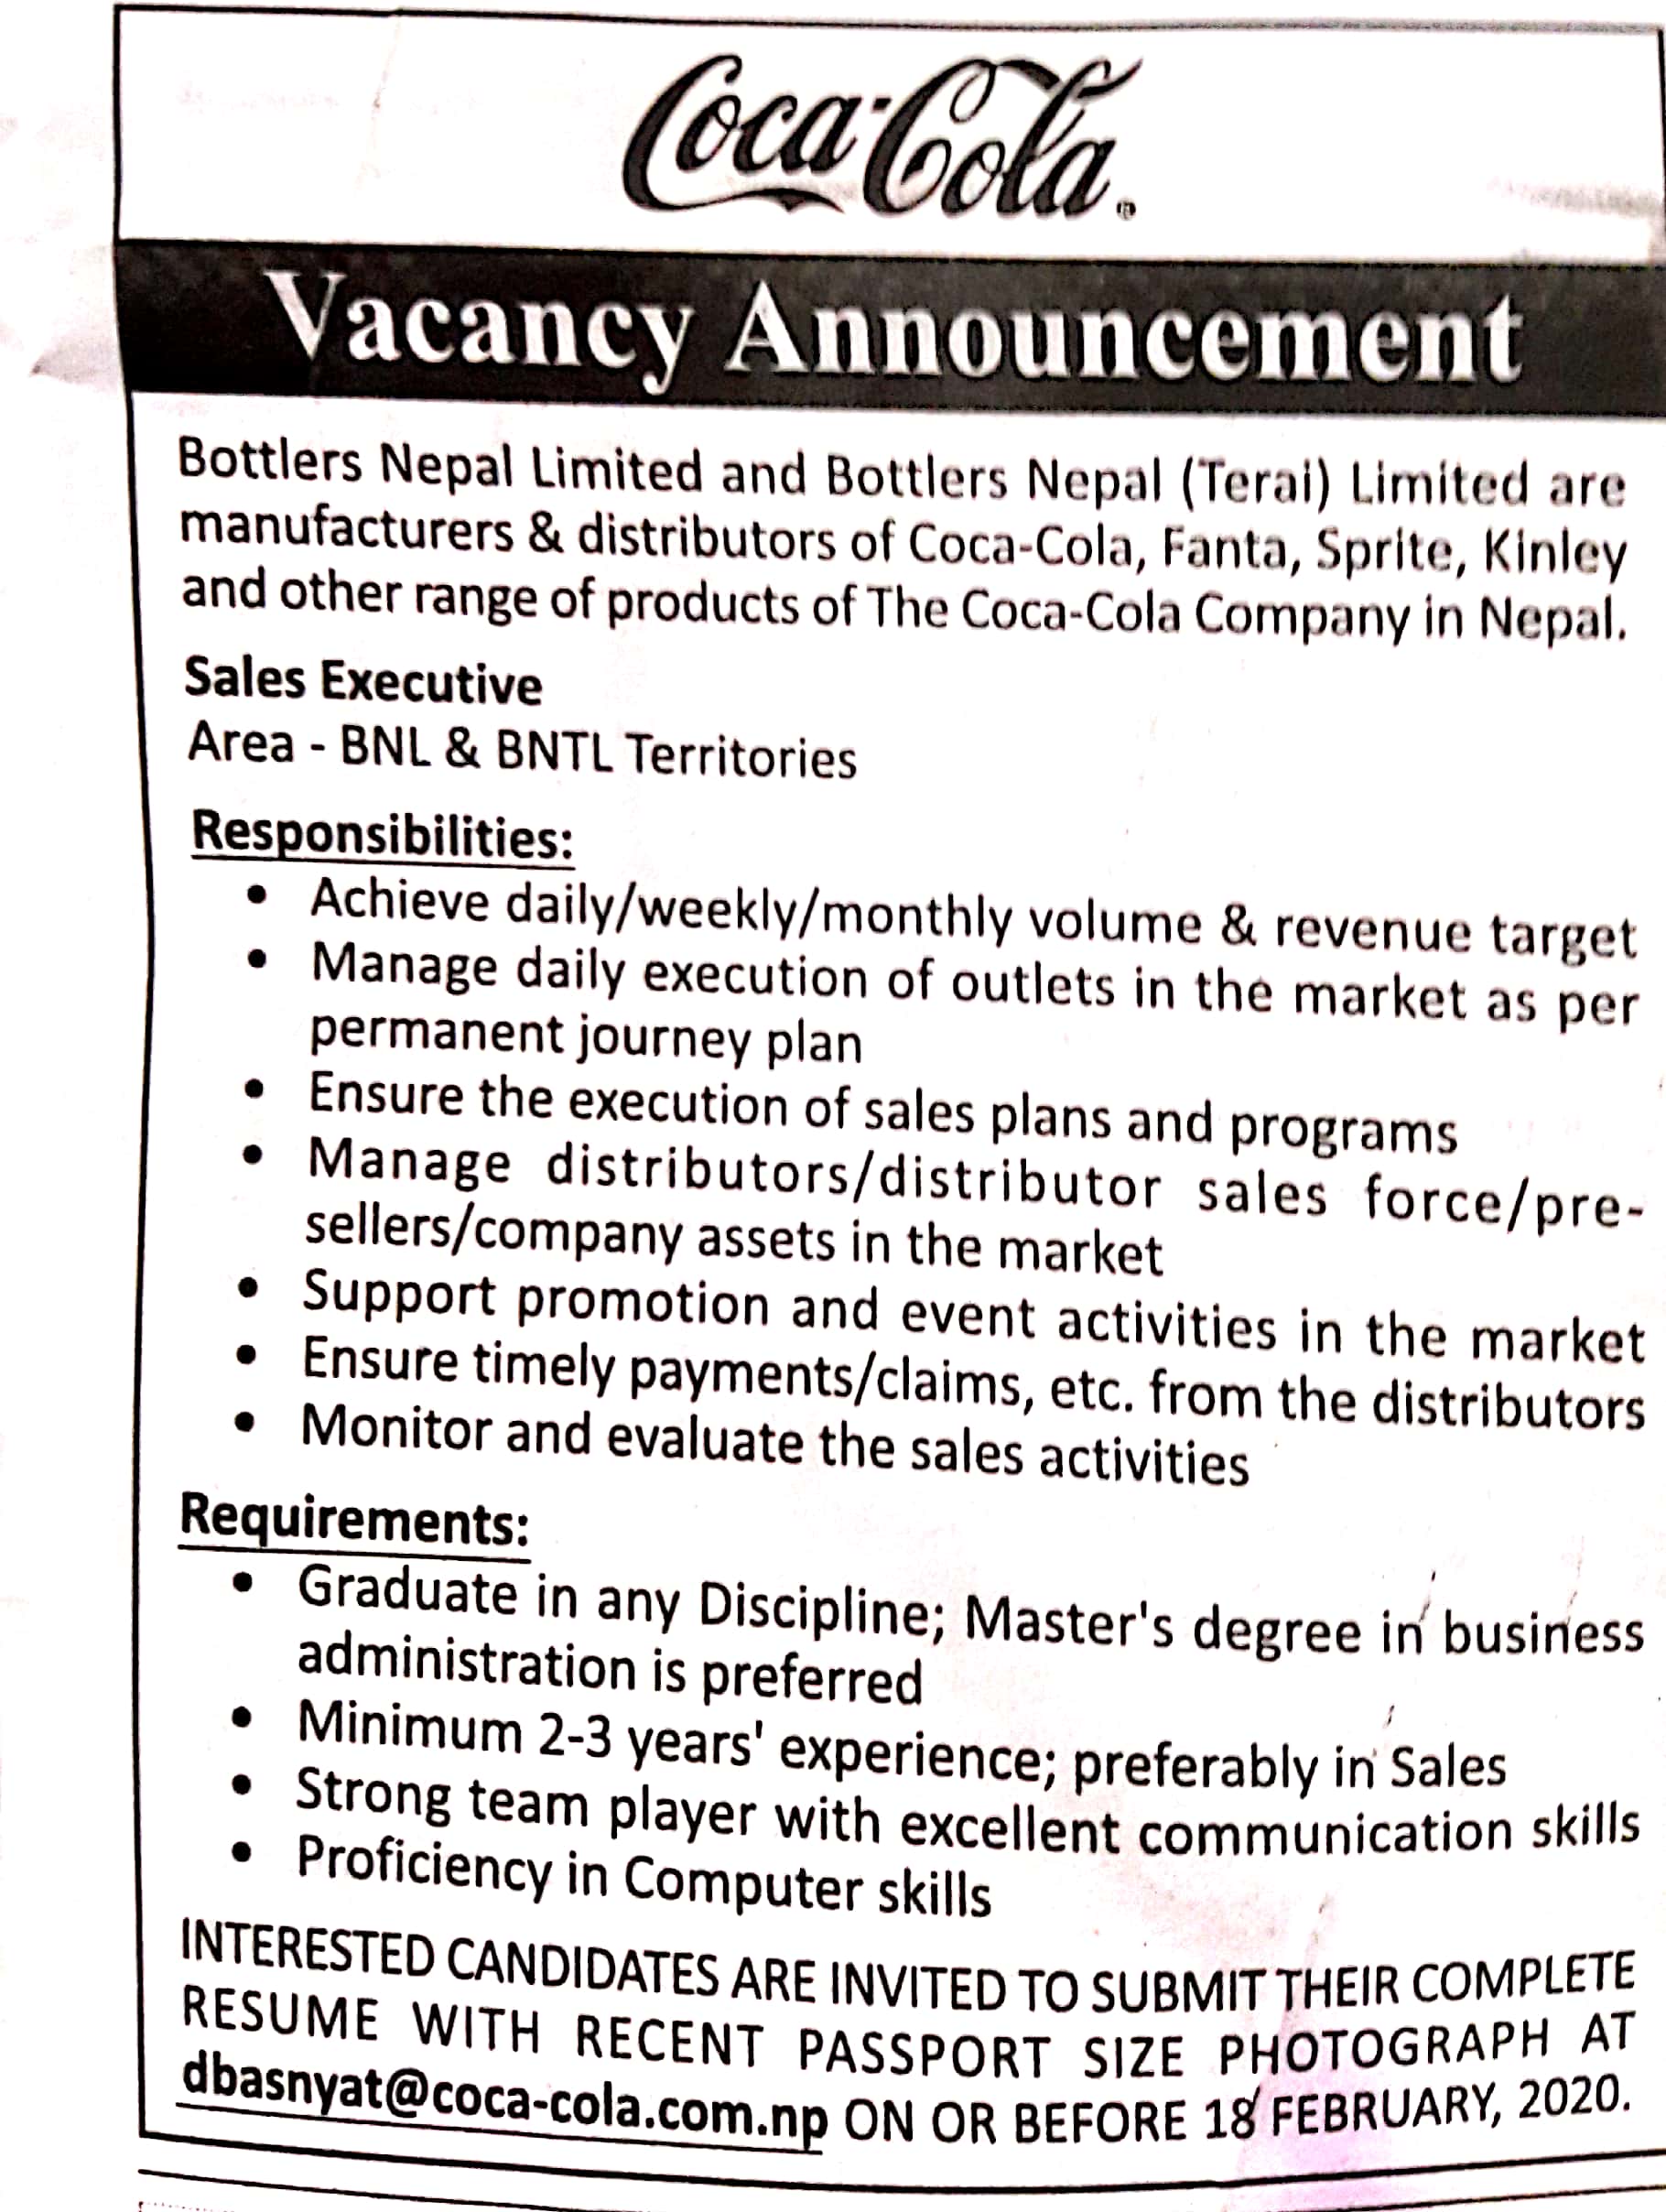 Coca-Cola®
Vacancy Announcement
Bottlers Nepal Limited and Bottlers Nepal (Terai) Limited are
manufacturers & distributors of Coca-Cola, Fanta, Sprite, Kinley
and other range of products of The Coca-Cola Company in Nepal.
Sales Executive
Area - BNL & BNTL Territories
Responsibilities:
• Achieve daily/weekly/monthly volume & revenue target
• Manage daily execution of outlets in the market as per
permanent journey plan
• Ensure the execution of sales plans and programs
• Manage distributors/distributor sales force/pre-
sellers/company assets in the market
• Support promotion and event activities in the market
• Ensure timely payments/claims, etc. from the distributors
• Monitor and evaluate the sales activities
Requirements:
• Graduate in any Discipline; Master's degree in business
administration is preferred
• Minimum 2-3 years' experience; preferably in Sales
• Strong team player with excellent communication skills
• Proficiency in Computer skills
INTERESTED CANDIDATES ARE INVITED TO SUBMIT THEIR COMPLETE
RESUME WITH RECENT PASSPORT SIZE PHOTOGRAPH AT
dbasnyat@coca-cola.com.np ON OR BEFORE 18 FEBRUARY, 2020.